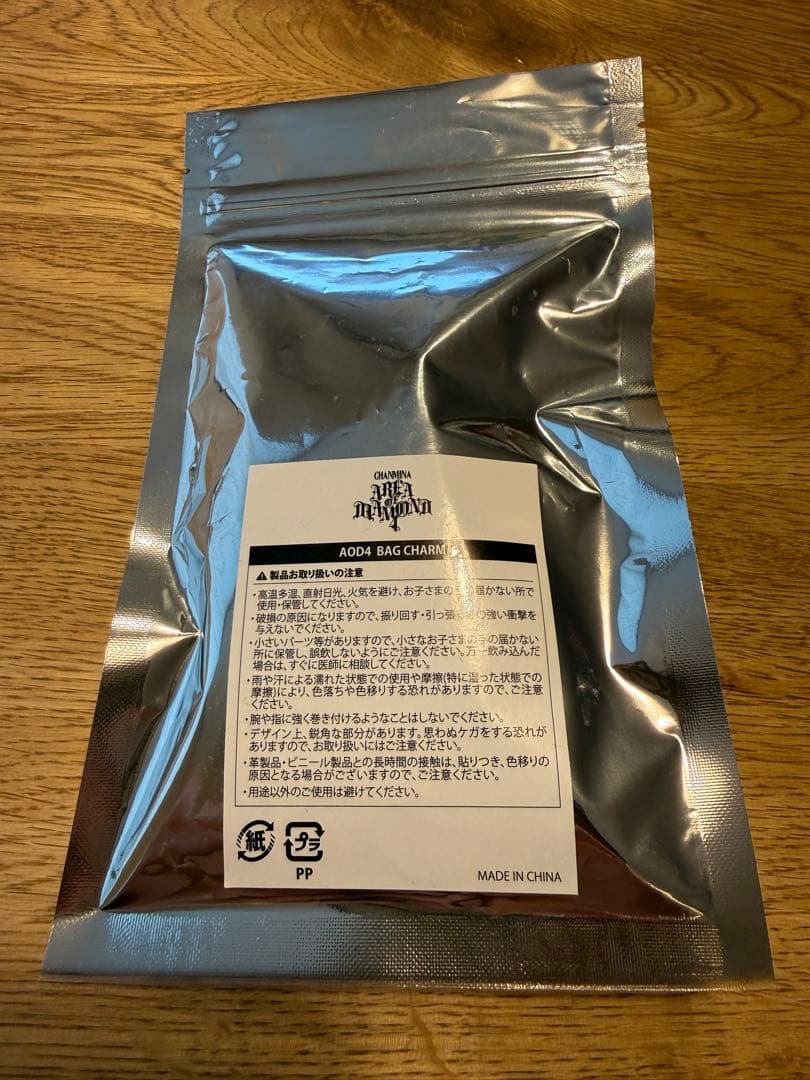 CHANMINA
AREA
OF
DIAMOND
4
AOD4 BAG CHARM
⚠ 製品お取り扱いの注意
・高温多湿、直射日光、火気を避け、お子さまの手の届かない所で
使用・保管してください。
・破損の原因になりますので、振り回す・引っ張る等の強い衝撃を
与えないでください。
・小さいパーツ等がありますので、小さなお子さまの手の届かない
所に保管し、誤飲しないようにご注意ください。万一飲み込んだ
場合は、すぐに医師に相談してください。
・雨や汗による濡れた状態での使用や摩擦(特に湿った状態での
摩擦)により、色落ちや色移りする恐れがありますので、ご注意
ください。
・腕や指に強く巻き付けるようなことはしないでください。
・デザイン上、鋭角な部分があります。思わぬケガをする恐れが
ありますので、お取り扱いにはご注意ください。
・革製品・ビニール製品との長時間の接触は、貼りつき、色移りの
原因となる場合がございますので、ご注意ください。
・用途以外のご使用は避けてください。
紙
プラ
PP
MADE IN CHINA